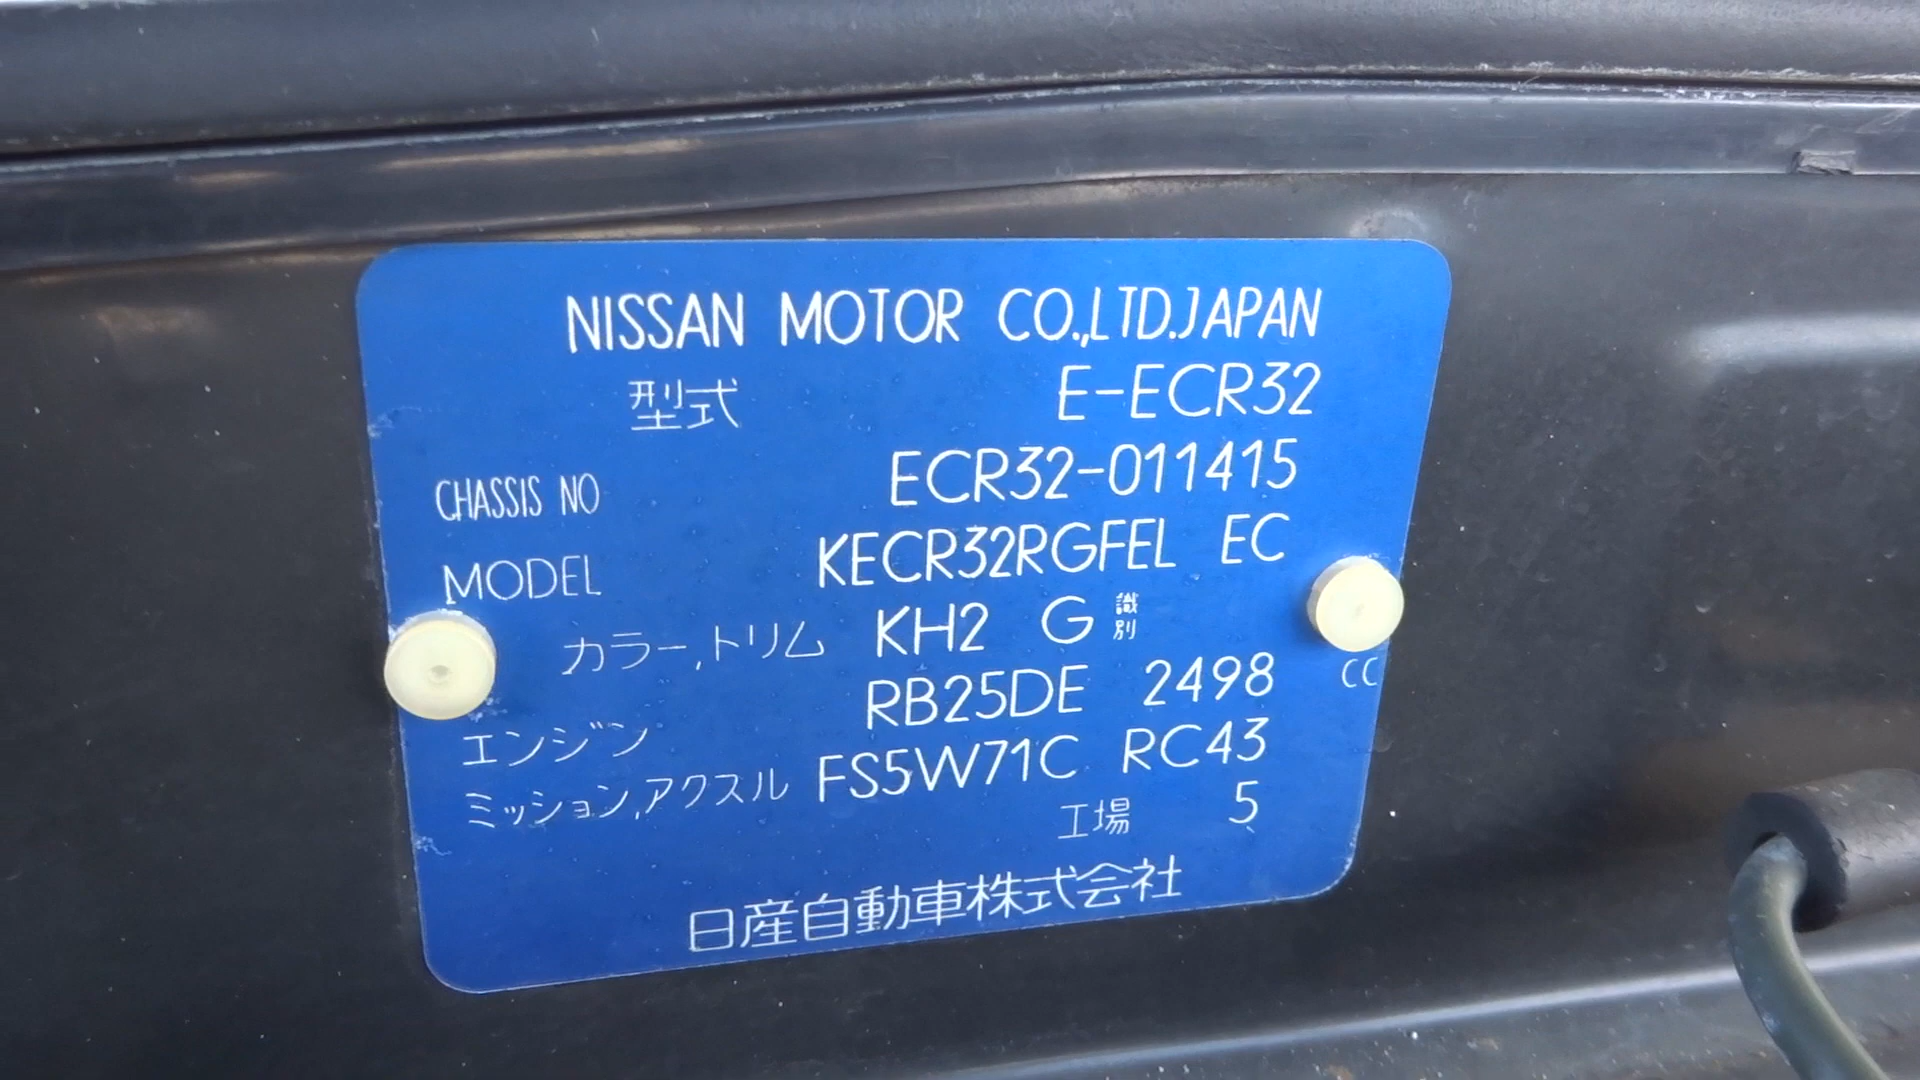 NISSAN MOTOR CO.,LTD.JAPAN
型式 E-ECR32
CHASSIS NO ECR32-011415
MODEL KECR32RGFEL EC
カラー,トリム KH2 G 識別
エンジン RB25DE 2498 CC
ミッション,アクスル FS5W71C RC43
工場 5
日産自動車株式会社